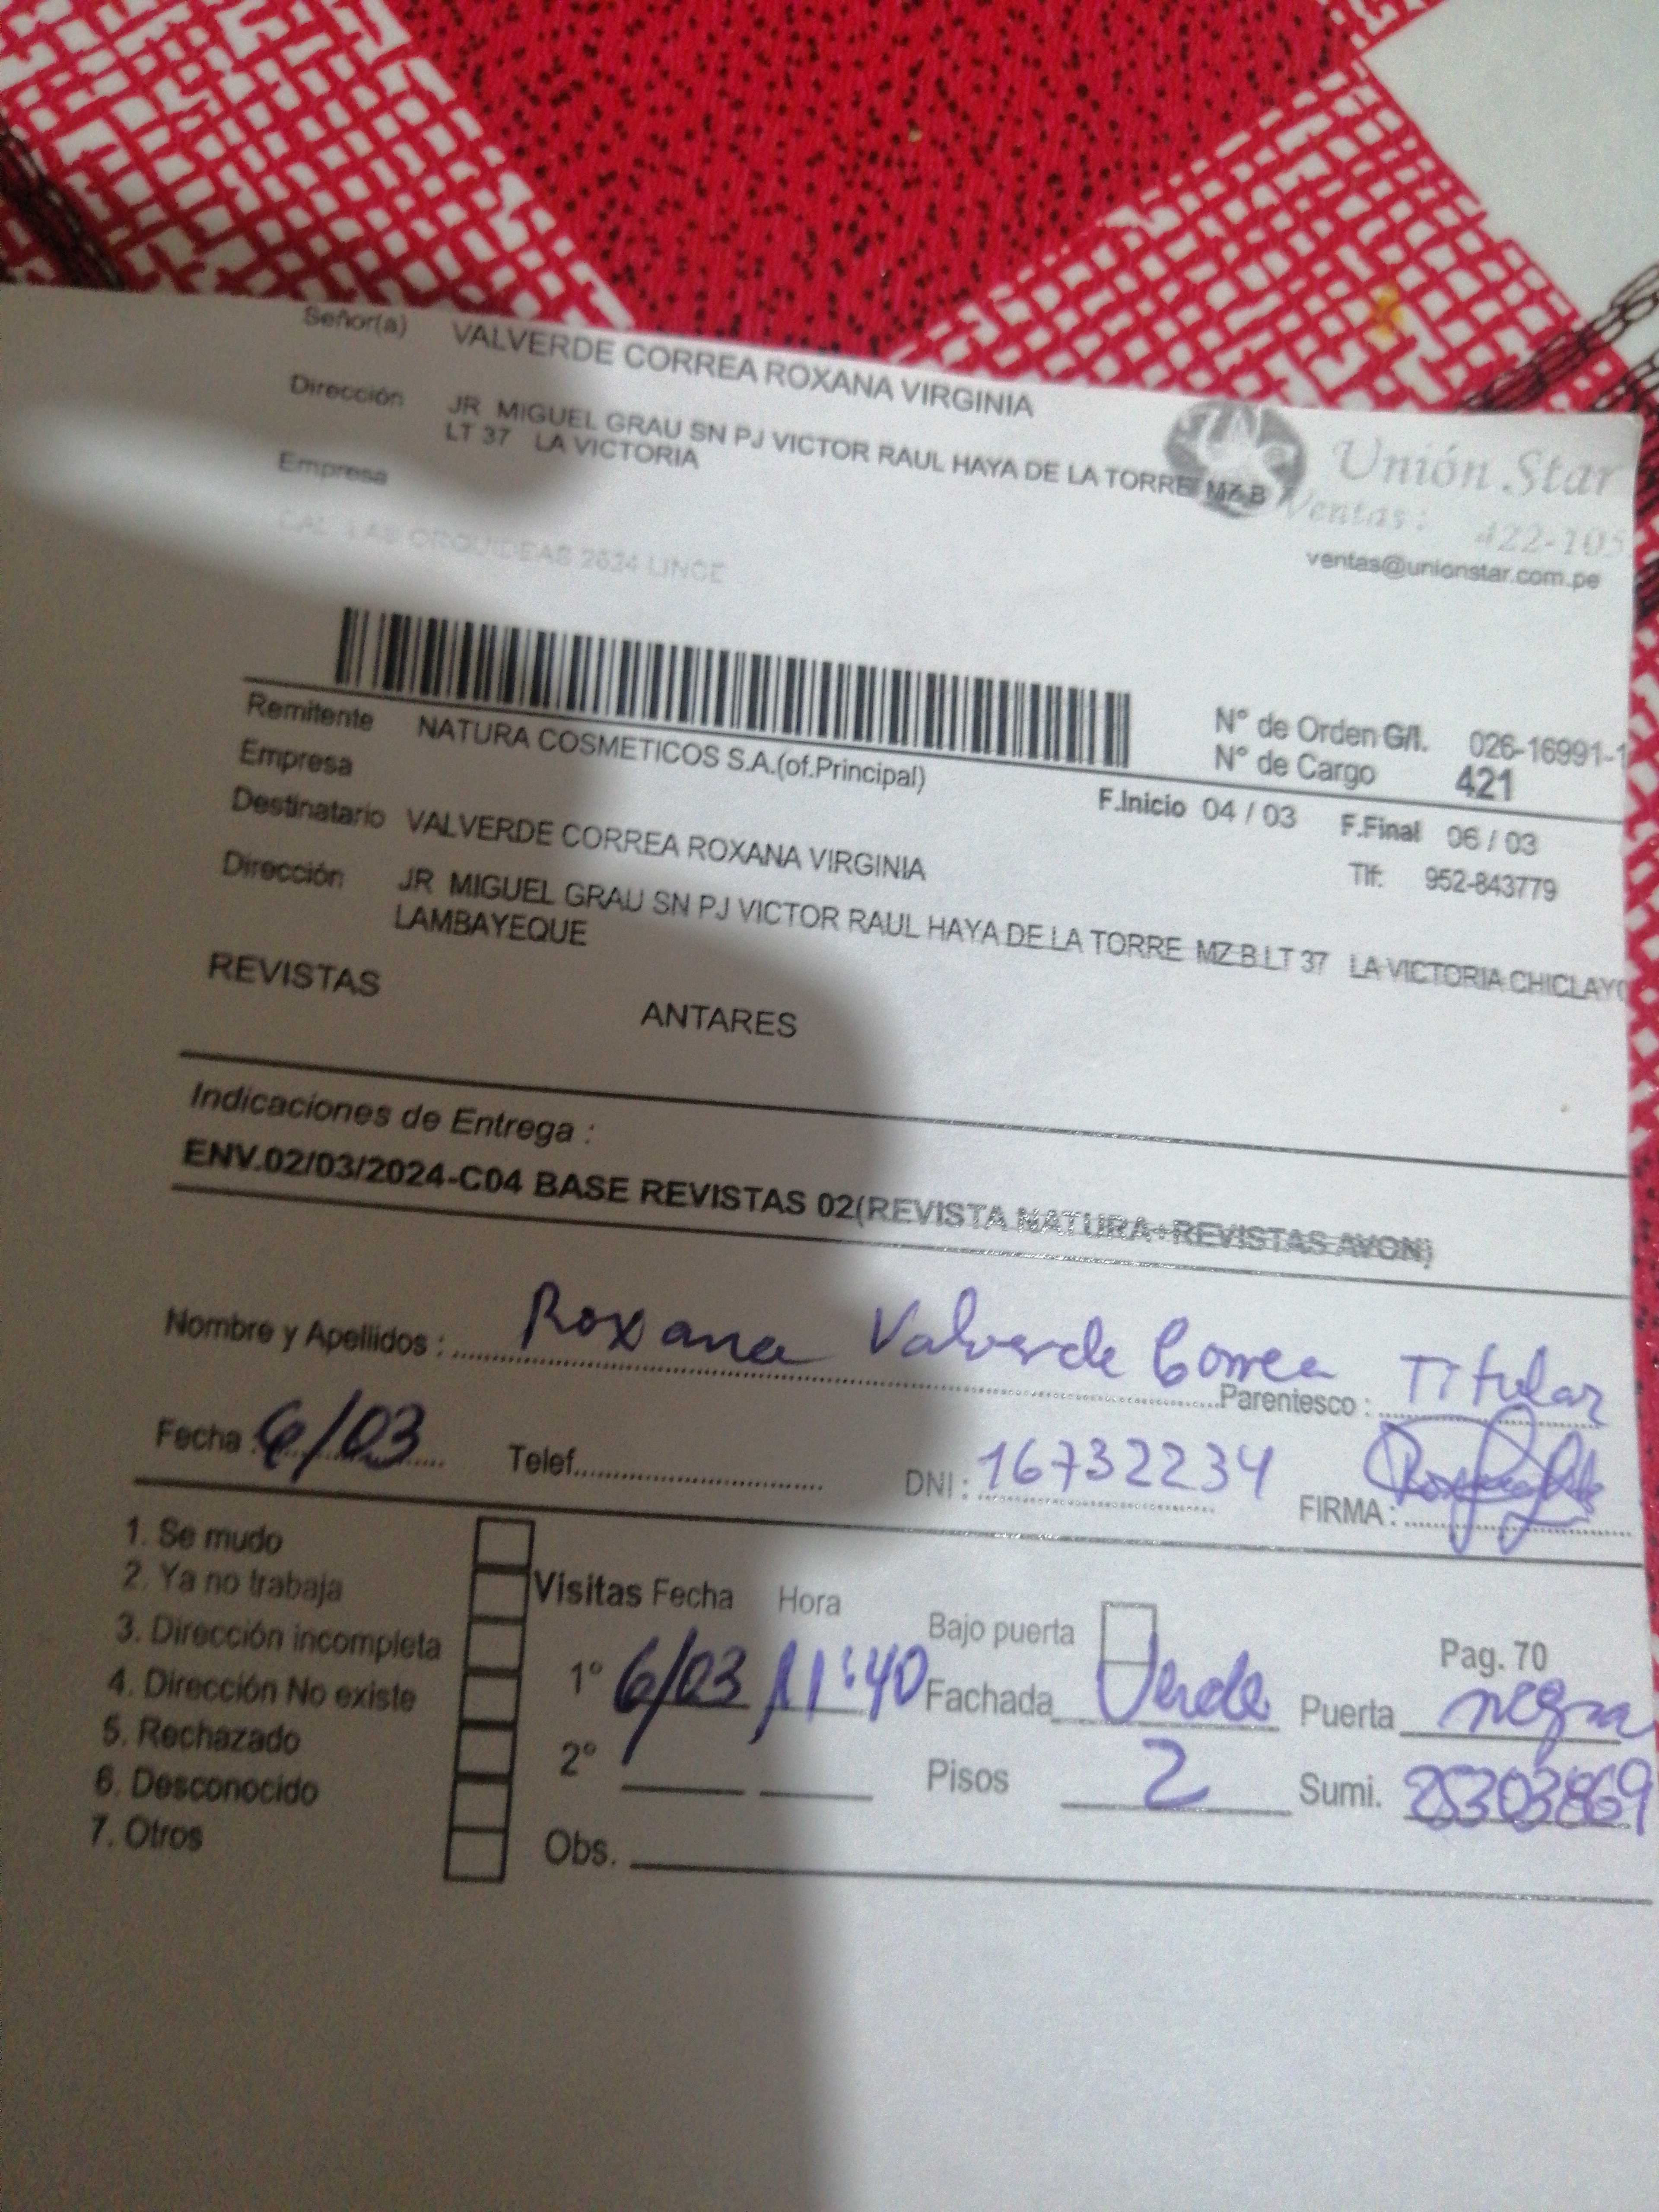 Señor(a) VALVERDE CORREA ROXANA VIRGINIA
Dirección JR MIGUEL GRAU SN PJ VICTOR RAUL HAYA DE LA TORRE MZ B
LT 37 LA VICTORIA
Unión Star
Ventas: 422-105
ventas@unionstar.com.pe
Empresa
CAL LAS ORQUIDEAS 2634 LINCE
N° de Orden G/I. 026-16991-1
N° de Cargo 421
Remitente NATURA COSMETICOS S.A.(of.Principal)
Empresa
F.Inicio 04 / 03 F.Final 06 / 03
Destinatario VALVERDE CORREA ROXANA VIRGINIA
Tlf: 952-843779
Dirección JR MIGUEL GRAU SN PJ VICTOR RAUL HAYA DE LA TORRE MZ B LT 37 LA VICTORIA CHICLAYO
LAMBAYEQUE
REVISTAS
ANTARES
Indicaciones de Entrega :
ENV.02/03/2024-C04 BASE REVISTAS 02(REVISTA NATURA+REVISTAS AVON)
Nombre y Apellidos : Roxana Valverde Correa Parentesco : Titular
Fecha : 6/03 Telef. DNI : 16732234 FIRMA :
1. Se mudo
2. Ya no trabaja
3. Dirección incompleta
4. Dirección No existe
5. Rechazado
6. Desconocido
7. Otros
Visitas Fecha Hora Bajo puerta Pag. 70
1° 6/03 11:40 Fachada Verde Puerta negra
2° Pisos 2 Sumi. 25303869
Obs.